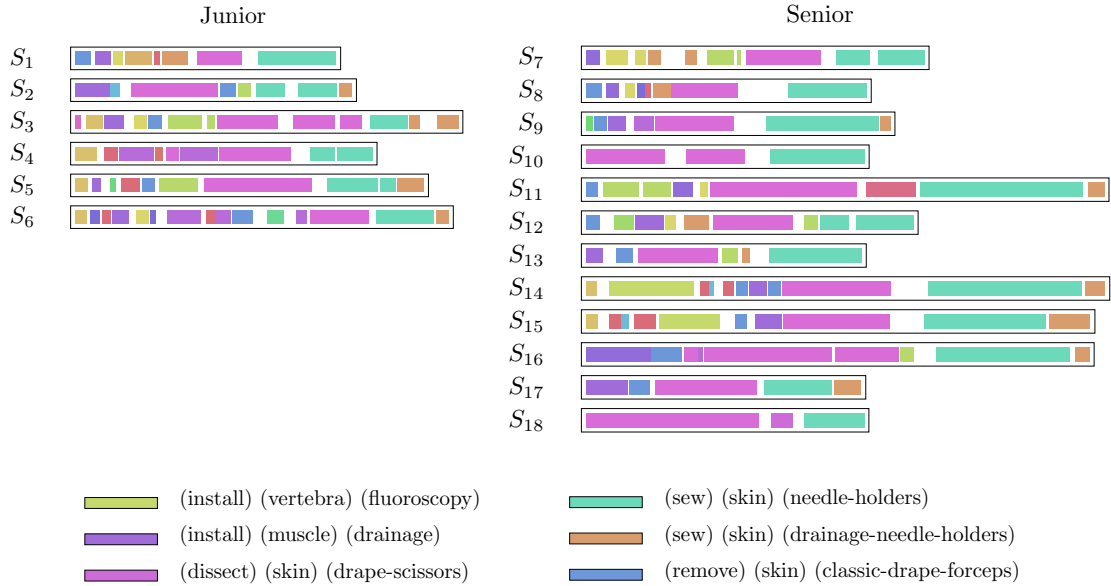 Junior
Senior
S1
S2
S3
S4
S5
S6
S7
S8
S9
S10
S11
S12
S13
S14
S15
S16
S17
S18
(install) (vertebra) (fluoroscopy)
(install) (muscle) (drainage)
(dissect) (skin) (drape-scissors)
(sew) (skin) (needle-holders)
(sew) (skin) (drainage-needle-holders)
(remove) (skin) (classic-drape-forceps)